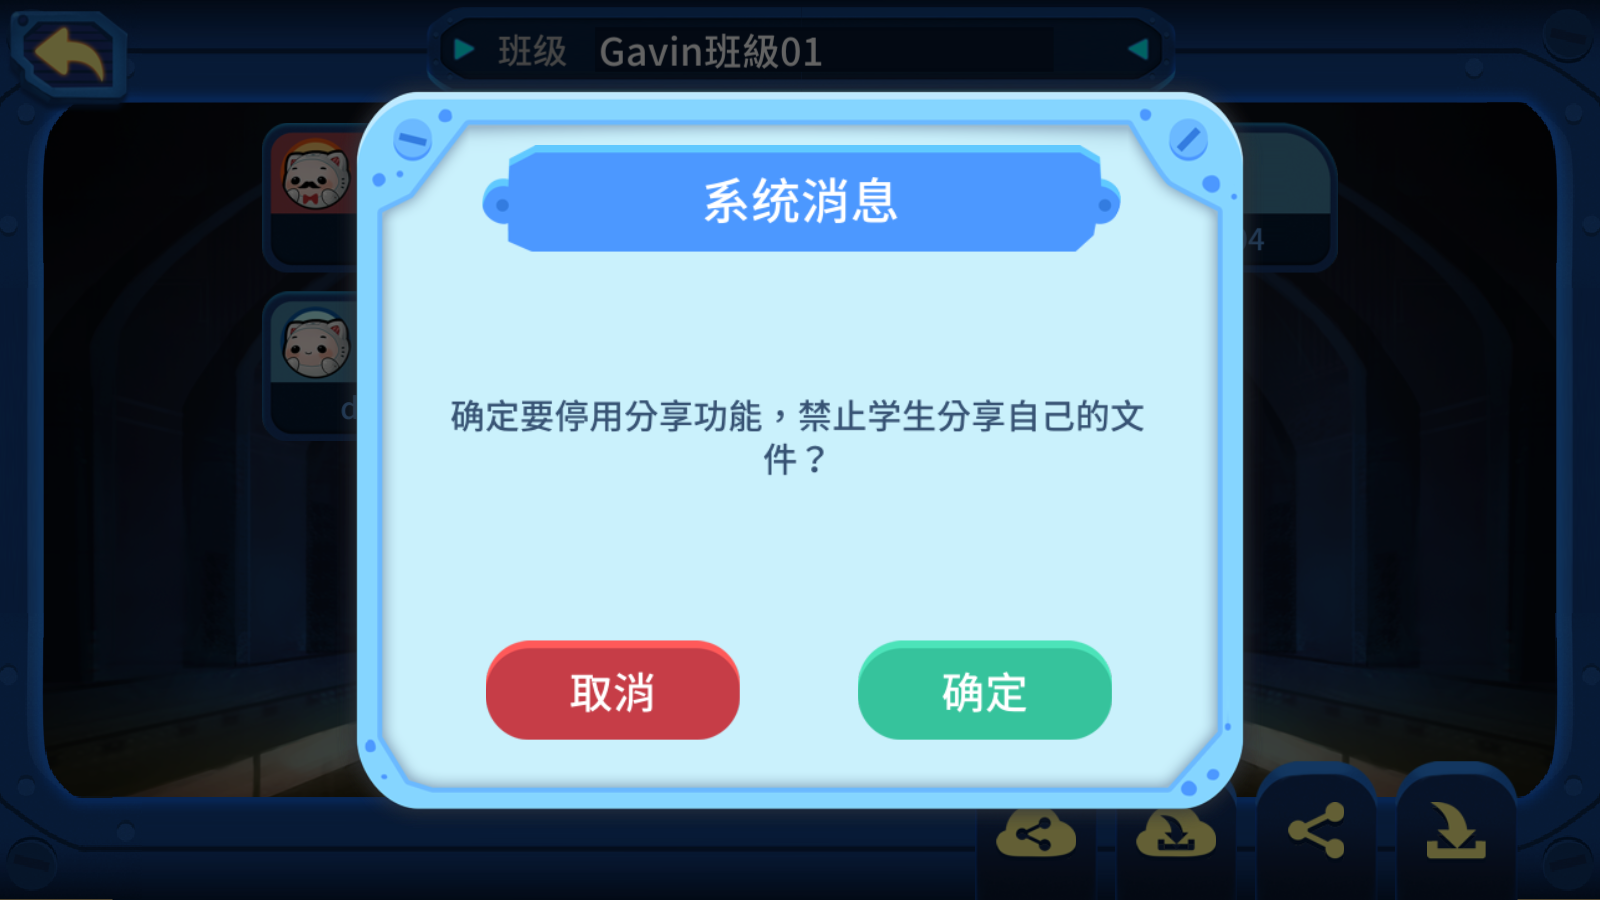 班级 Gavin班級01
系统消息
04
d
确定要停用分享功能，禁止学生分享自己的文
件？
取消 确定